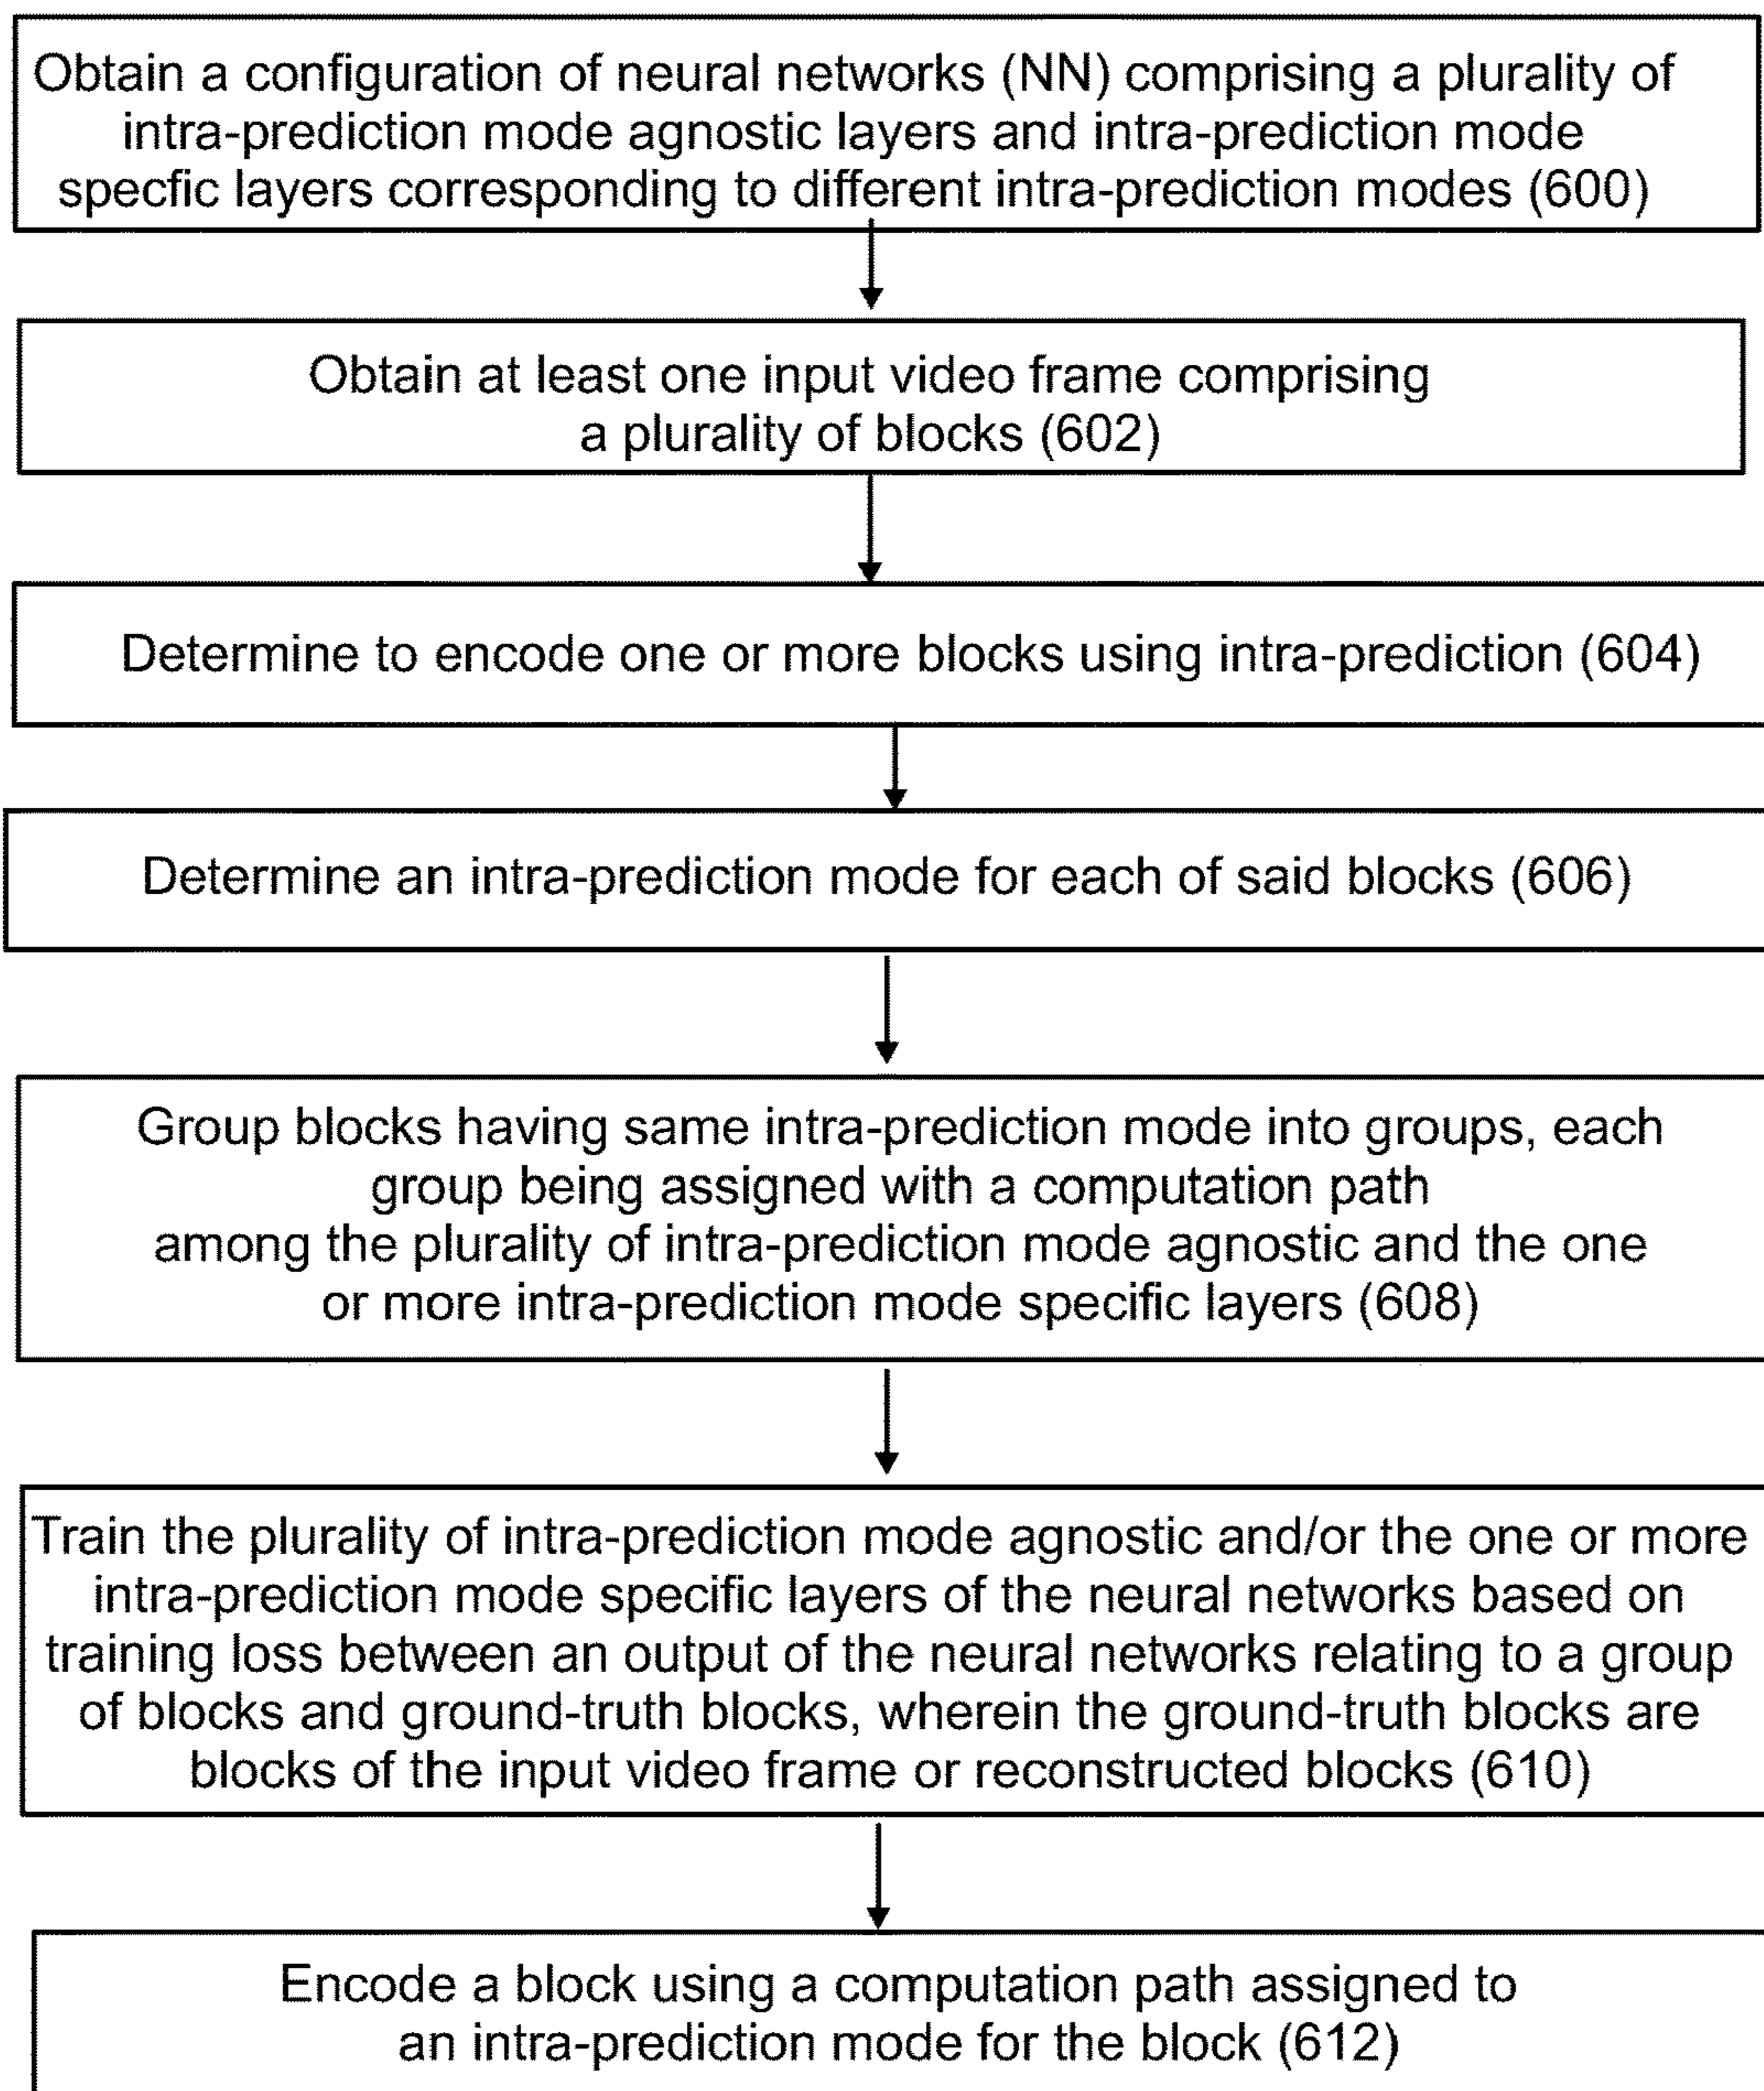 Obtain a configuration of neural networks (NN) comprising a plurality of
intra-prediction mode agnostic layers and intra-prediction mode
specfic layers corresponding to different intra-prediction modes (600)
Obtain at least one input video frame comprising
a plurality of blocks (602)
Determine to encode one or more blocks using intra-prediction (604)
Determine an intra-prediction mode for each of said blocks (606)
Group blocks having same intra-prediction mode into groups, each
group being assigned with a computation path
among the plurality of intra-prediction mode agnostic and the one
or more intra-prediction mode specific layers (608)
Train the plurality of intra-prediction mode agnostic and/or the one or more
intra-prediction mode specific layers of the neural networks based on
training loss between an output of the neural networks relating to a group
of blocks and ground-truth blocks, wherein the ground-truth blocks are
blocks of the input video frame or reconstructed blocks (610)
Encode a block using a computation path assigned to
an intra-prediction mode for the block (612)